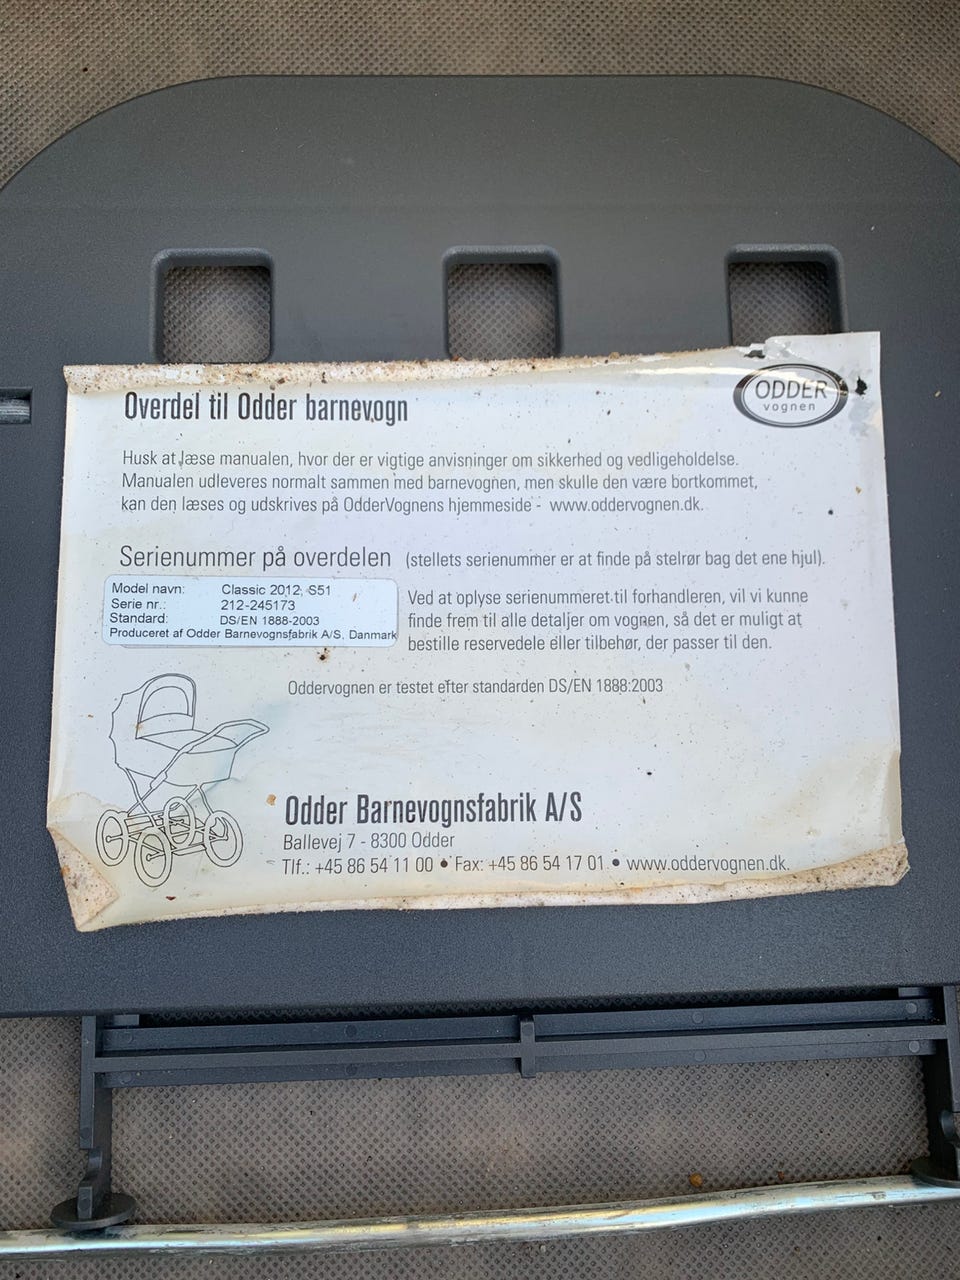 ODDER
vognen
Overdel til Odder barnevogn
Husk at læse manualen, hvor der er vigtige anvisninger om sikkerhed og vedligeholdelse.
Manualen udleveres normalt sammen med barnevognen, men skulle den være bortkommet,
kan den læses og udskrives på OdderVognens hjemmeside - www.oddervognen.dk.
Serienummer på overdelen (stellets serienummer er at finde på stelrør bag det ene hjul).
Model navn: Classic 2012, S51
Serie nr.: 212-245173
Standard: DS/EN 1888-2003
Produceret af Odder Barnevognsfabrik A/S, Danmark
Ved at oplyse serienummeret til forhandleren, vil vi kunne
finde frem til alle detaljer om vognen, så det er muligt at
bestille reservedele eller tilbehør, der passer til den.
Oddervognen er testet efter standarden DS/EN 1888:2003
Odder Barnevognsfabrik A/S
Ballevej 7 - 8300 Odder
Tlf.: +45 86 54 11 00 • Fax: +45 86 54 17 01 • www.oddervognen.dk.